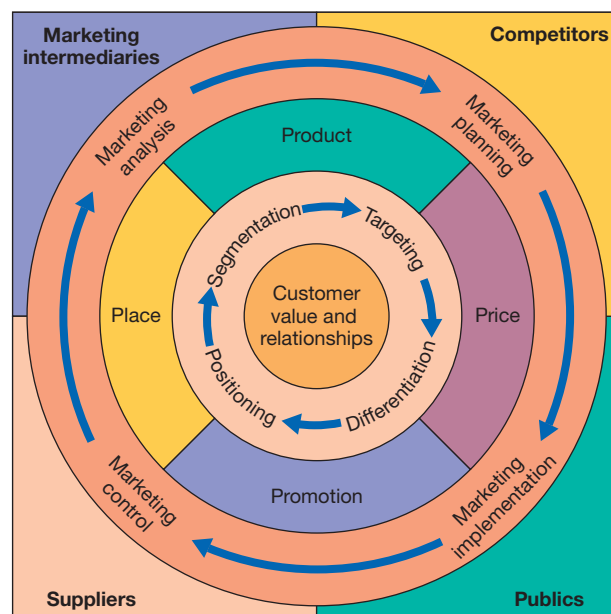 Marketing
intermediaries
Competitors
Marketing
analysis
Marketing
planning
Product
Segmentation
Targeting
Place
Customer
value and
relationships
Price
Positioning
Differentiation
Promotion
Marketing
control
Marketing
implementation
Suppliers
Publics